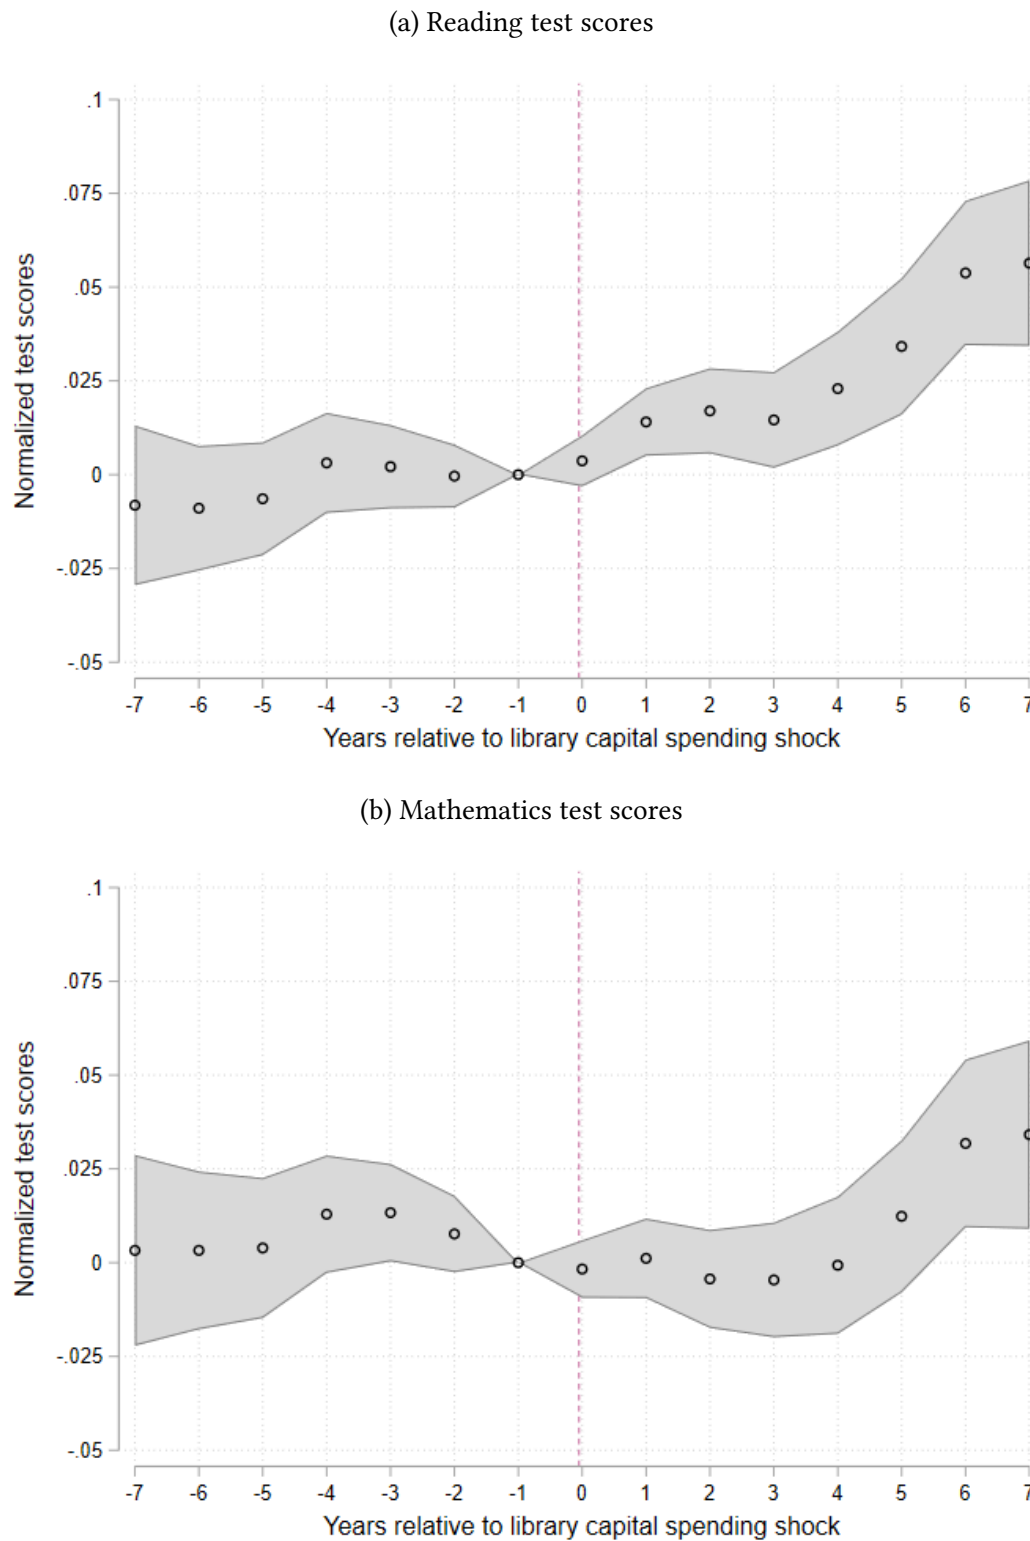 (a) Reading test scores
.1
.075
.05
.025
0
-.025
-.05
Normalized test scores
-7 -6 -5 -4 -3 -2 -1 0 1 2 3 4 5 6 7
Years relative to library capital spending shock
(b) Mathematics test scores
.1
.075
.05
.025
0
-.025
-.05
Normalized test scores
-7 -6 -5 -4 -3 -2 -1 0 1 2 3 4 5 6 7
Years relative to library capital spending shock